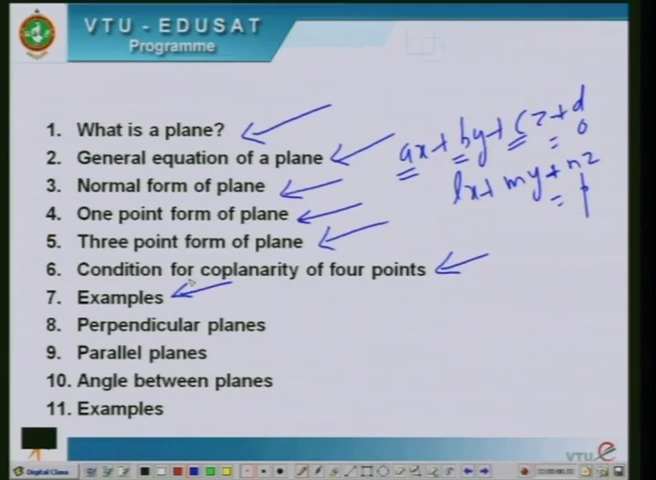 VTU - EDUSAT
Programme
1. What is a plane?
2. General equation of a plane
3. Normal form of plane
4. One point form of plane
5. Three point form of plane
6. Condition for coplanarity of four points
7. Examples
8. Perpendicular planes
9. Parallel planes
10. Angle between planes
11. Examples
ax + by + cz + d
= 0
lx + my + nz
= p
VTU e
Digital Class